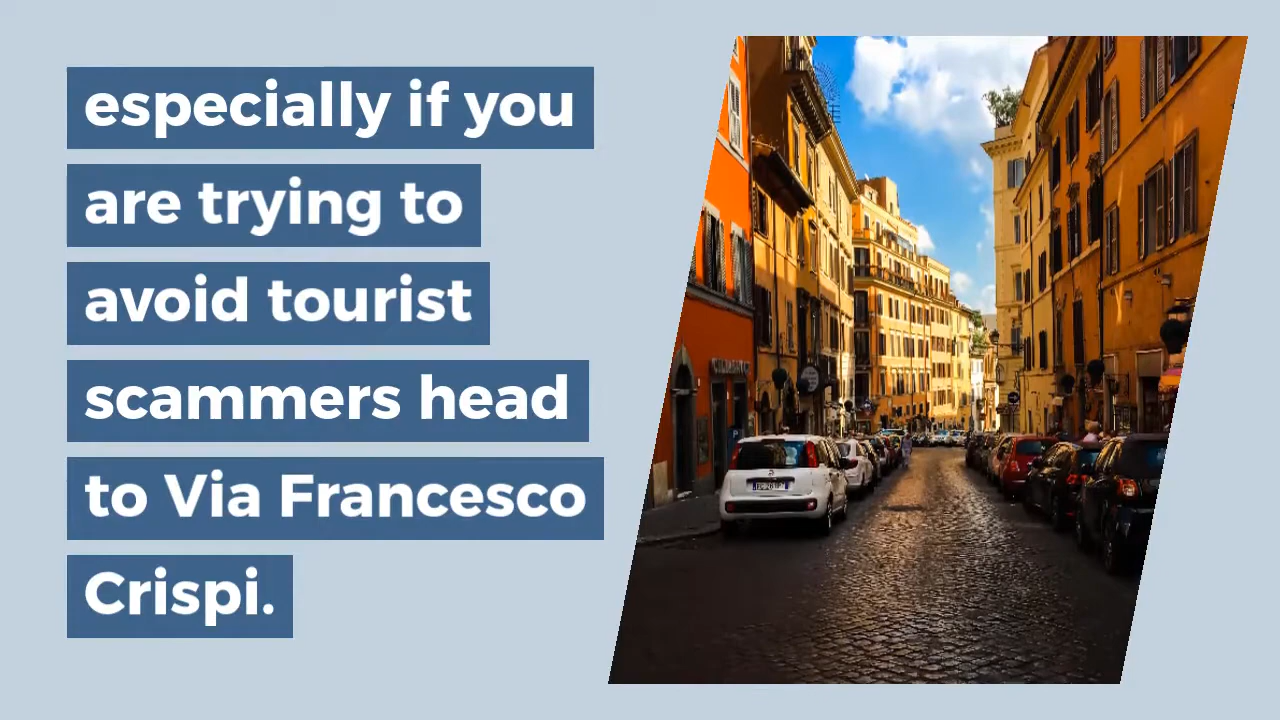 especially if you
are trying to
avoid tourist
scammers head
to Via Francesco
Crispi.